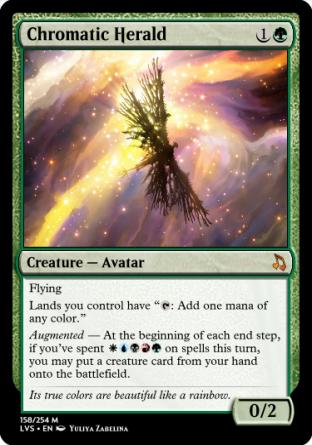 Chromatic Herald 1
Creature — Avatar
Flying
Lands you control have “: Add one mana of
any color.”
Augmented — At the beginning of each end step,
if you’ve spent on spells this turn,
you may put a creature card from your hand
onto the battlefield.
Its true colors are beautiful like a rainbow.
0/2
158/254 M
LVS • EN Yuliya Zabelina